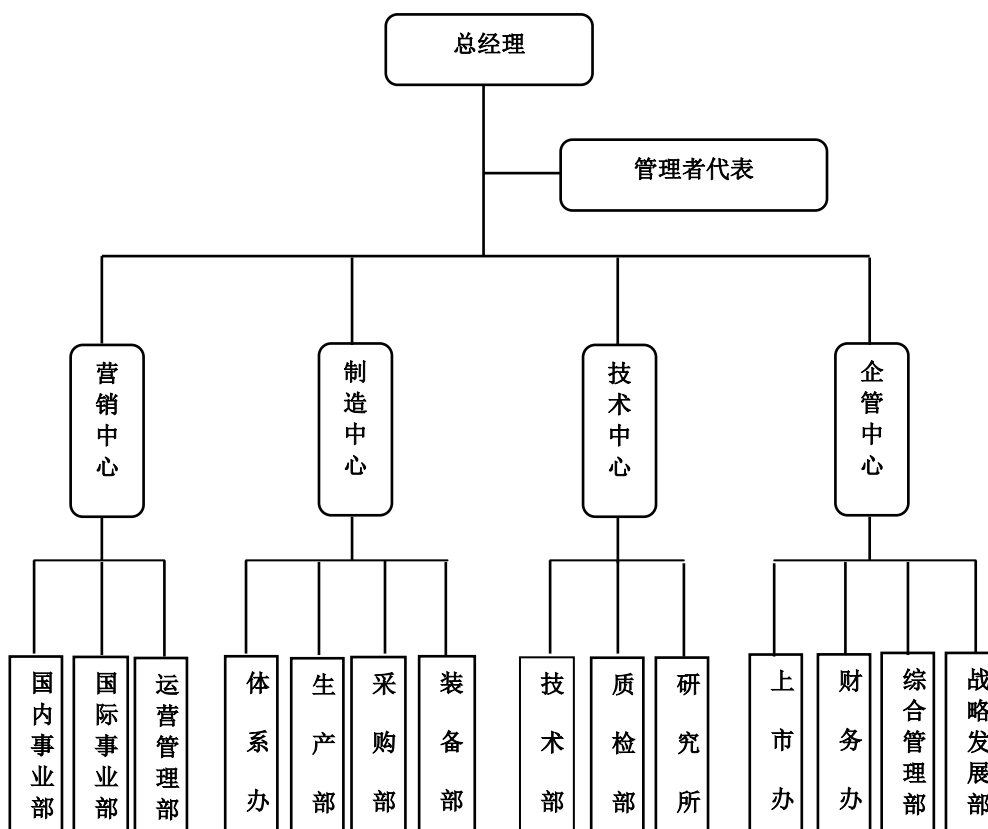 总经理
管理者代表
营销中心
制造中心
技术中心
企管中心
国内事业部
国际事业部
运营管理部
体系办
生产部
采购部
装备部
技术部
质检部
研究所
上市办
财务办
综合管理部
战略发展部